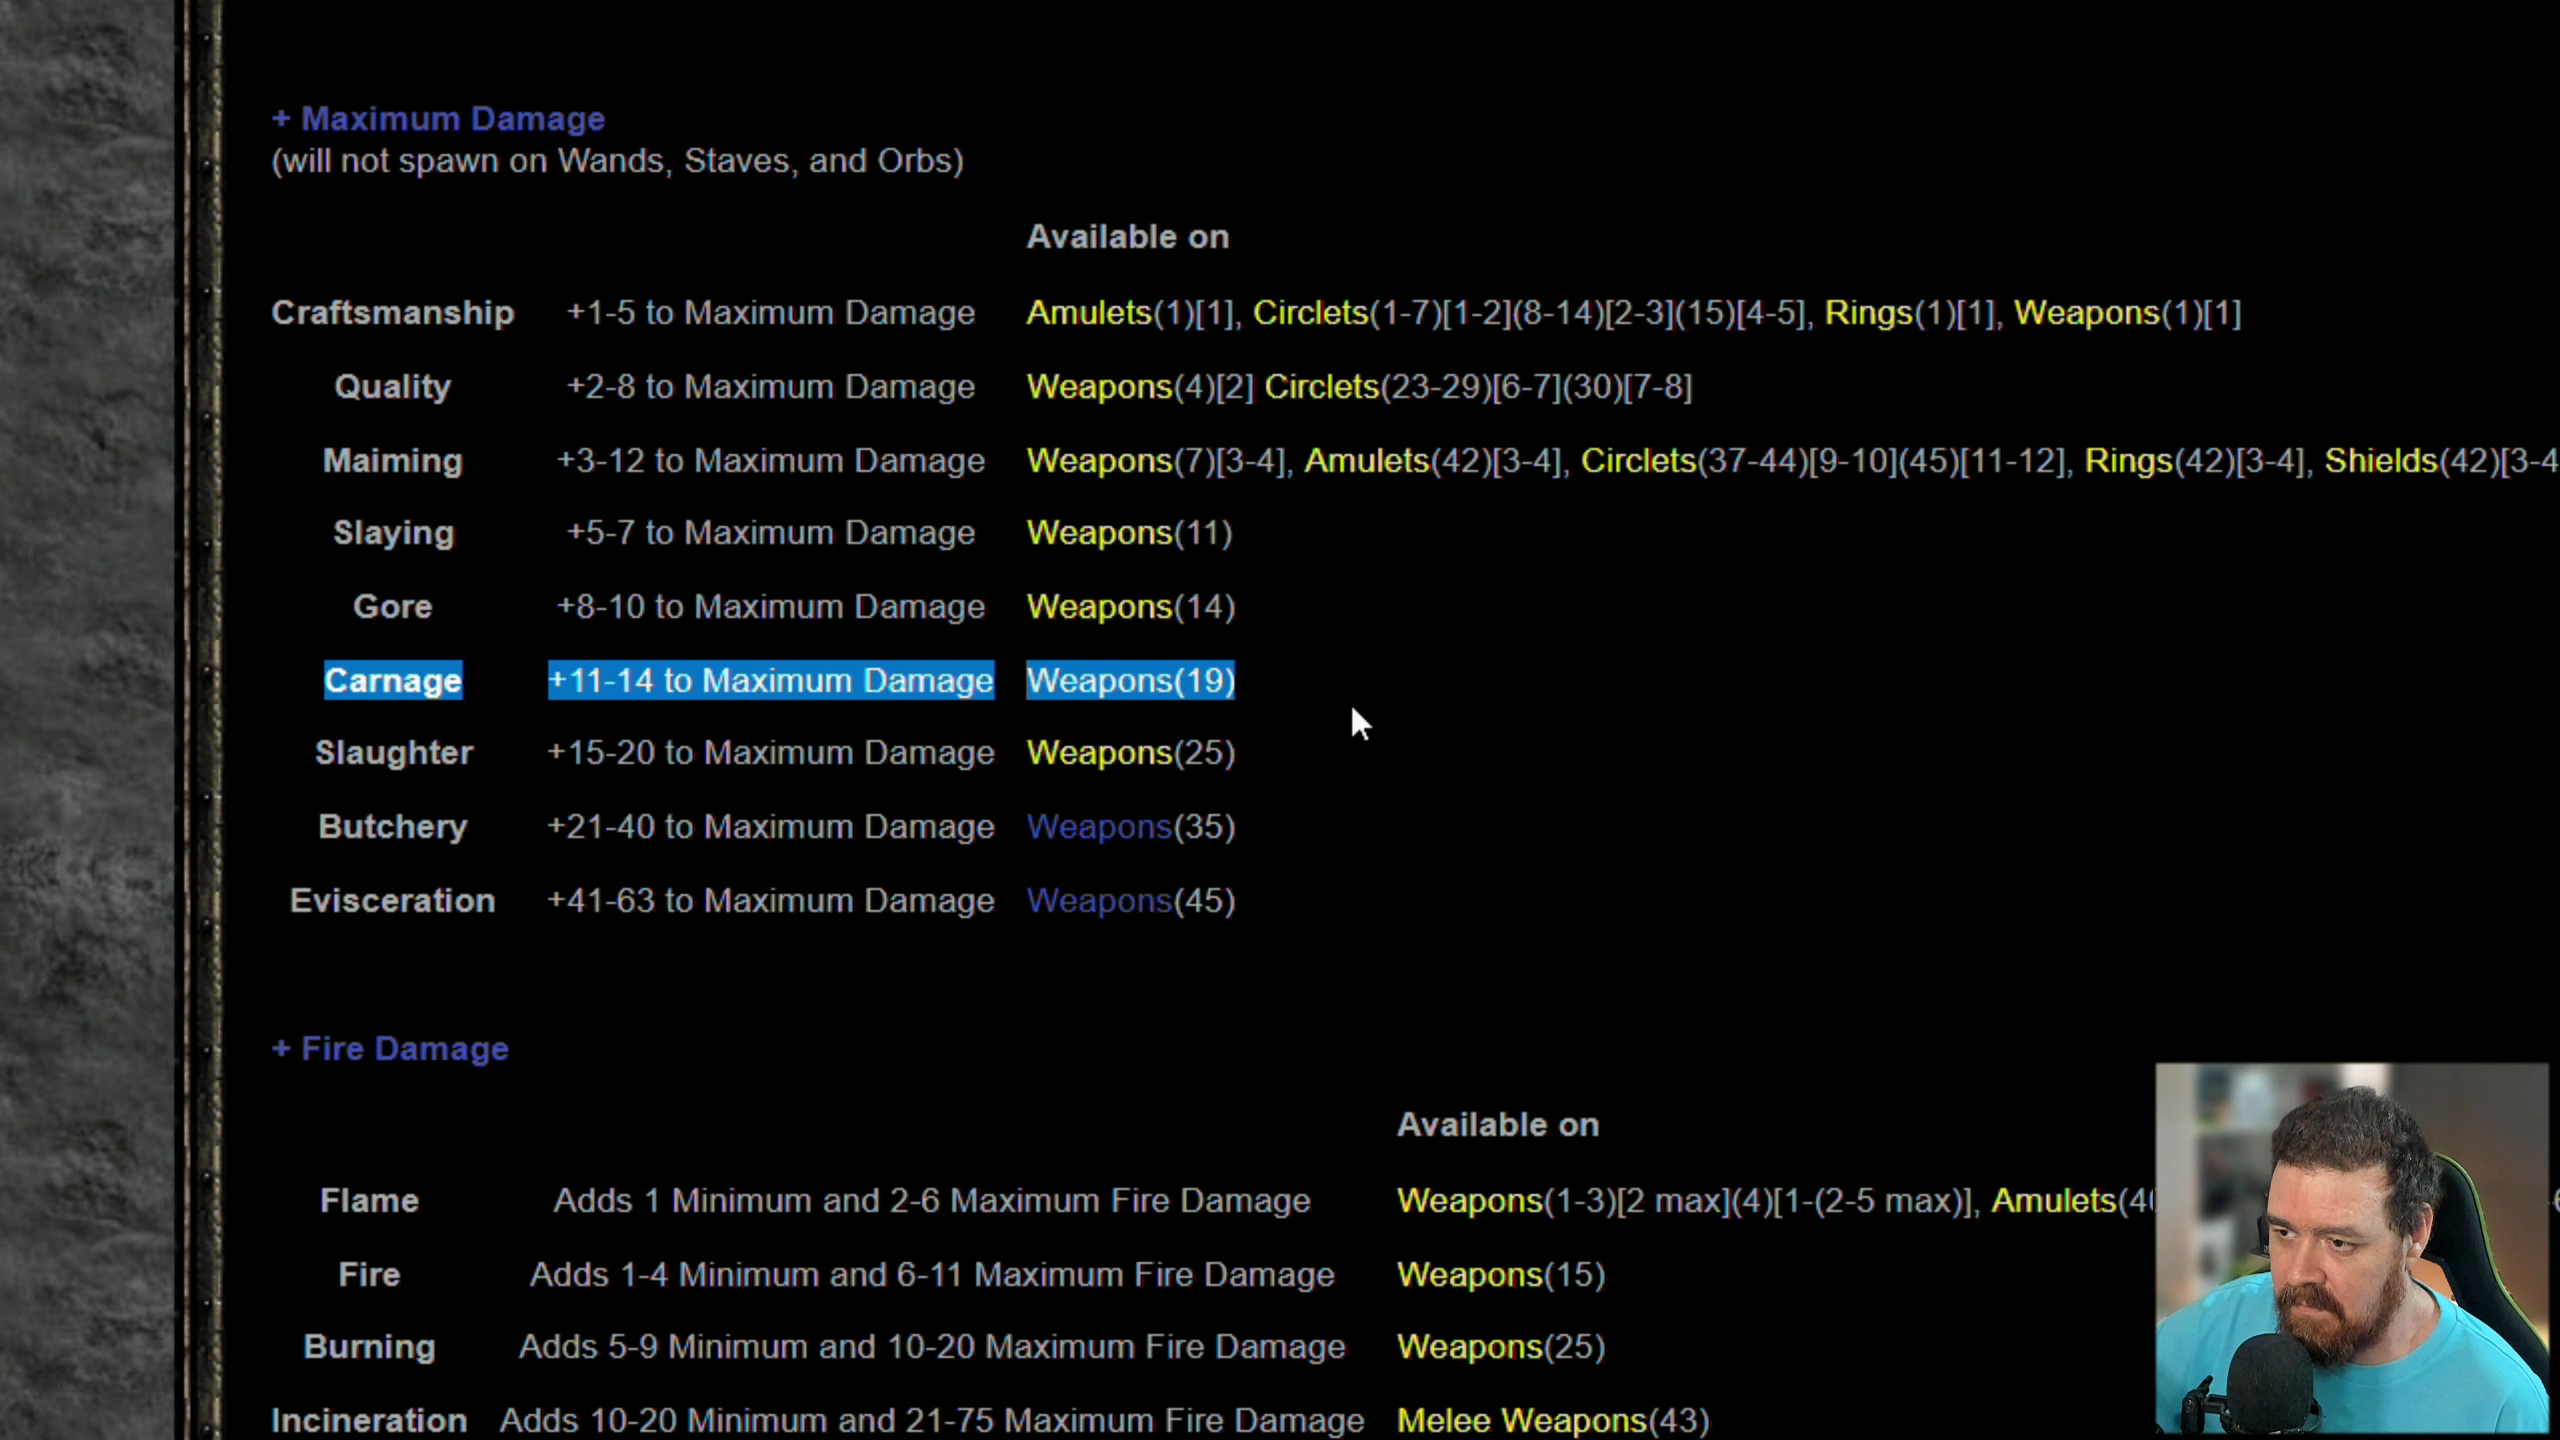 + Maximum Damage
(will not spawn on Wands, Staves, and Orbs)
Available on
Craftsmanship +1-5 to Maximum Damage Amulets(1)[1], Circlets(1-7)[1-2](8-14)[2-3](15)[4-5], Rings(1)[1], Weapons(1)[1]
Quality +2-8 to Maximum Damage Weapons(4)[2] Circlets(23-29)[6-7](30)[7-8]
Maiming +3-12 to Maximum Damage Weapons(7)[3-4], Amulets(42)[3-4], Circlets(37-44)[9-10](45)[11-12], Rings(42)[3-4], Shields(42)[3-4
Slaying +5-7 to Maximum Damage Weapons(11)
Gore +8-10 to Maximum Damage Weapons(14)
Carnage +11-14 to Maximum Damage Weapons(19)
Slaughter +15-20 to Maximum Damage Weapons(25)
Butchery +21-40 to Maximum Damage Weapons(35)
Evisceration +41-63 to Maximum Damage Weapons(45)
+ Fire Damage
Available on
Flame Adds 1 Minimum and 2-6 Maximum Fire Damage Weapons(1-3)[2 max](4)[1-(2-5 max)], Amulets(4
Fire Adds 1-4 Minimum and 6-11 Maximum Fire Damage Weapons(15)
Burning Adds 5-9 Minimum and 10-20 Maximum Fire Damage Weapons(25)
Incineration Adds 10-20 Minimum and 21-75 Maximum Fire Damage Melee Weapons(43)